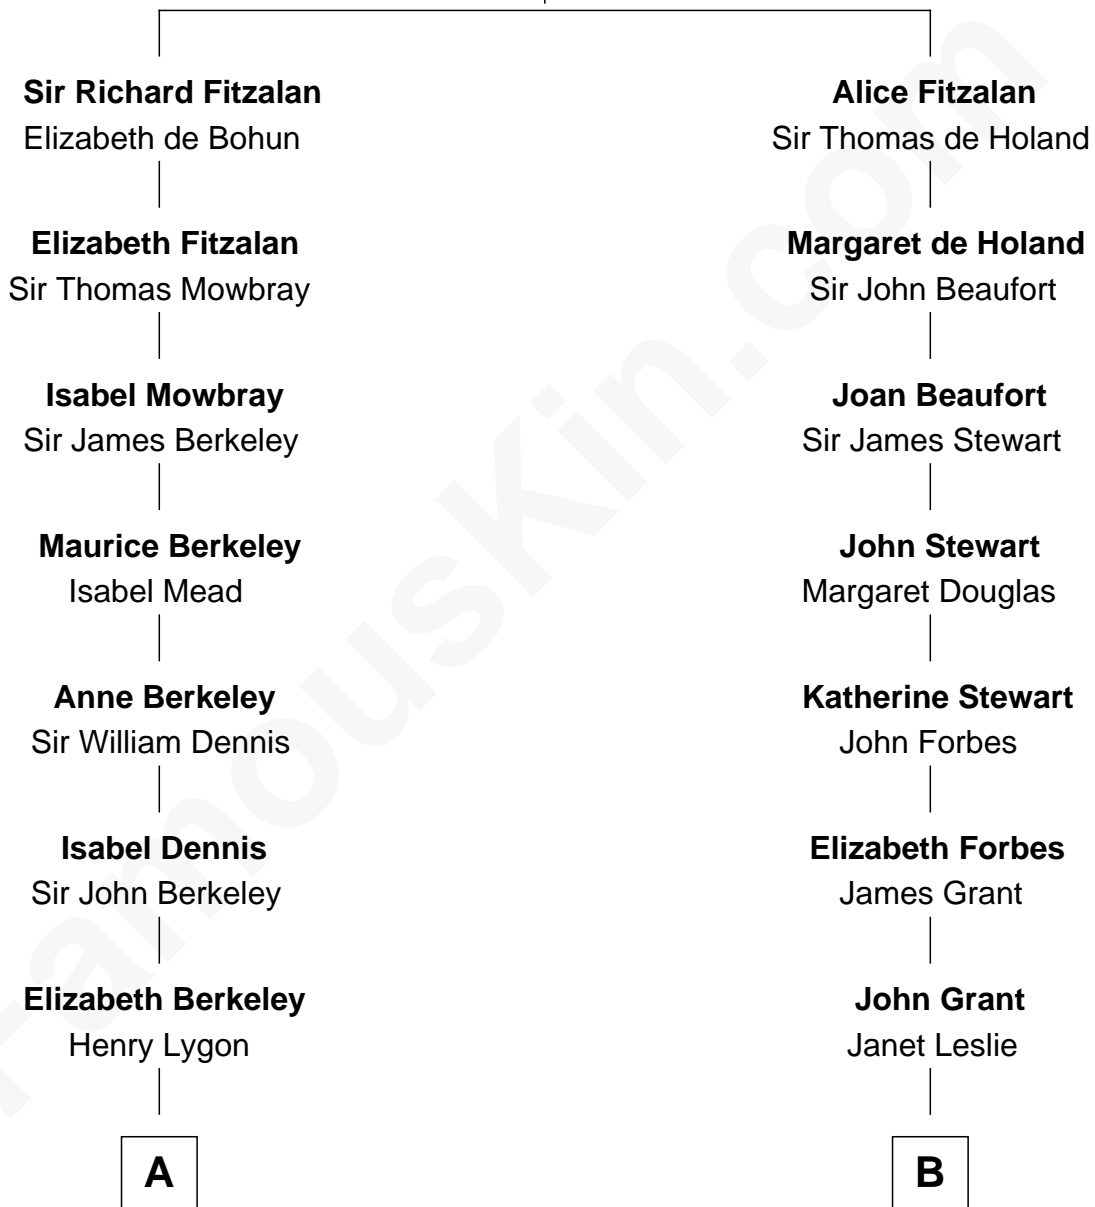 Sir Richard Fitzalan
Elizabeth de Bohun
Elizabeth Fitzalan
Sir Thomas Mowbray
Isabel Mowbray
Sir James Berkeley
Maurice Berkeley
Isabel Mead
Anne Berkeley
Sir William Dennis
Isabel Dennis
Sir John Berkeley
Elizabeth Berkeley
Henry Lygon
A
Alice Fitzalan
Sir Thomas de Holand
Margaret de Holand
Sir John Beaufort
Joan Beaufort
Sir James Stewart
John Stewart
Margaret Douglas
Katherine Stewart
John Forbes
Elizabeth Forbes
James Grant
John Grant
Janet Leslie
B
FamousKin.com